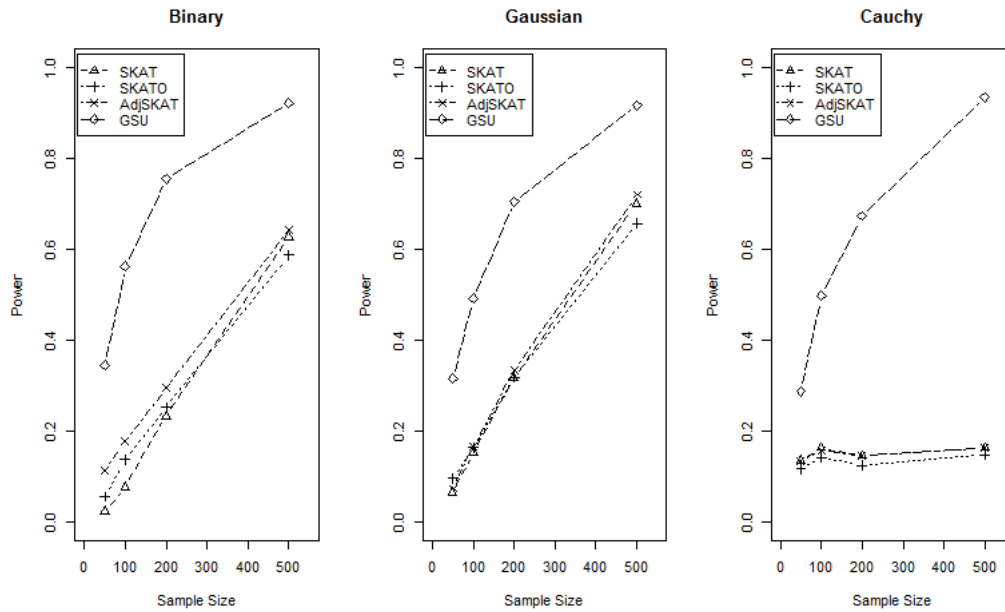 Binary
SKAT
SKATO
AdjSKAT
GSU
Power
0.0 0.2 0.4 0.6 0.8 1.0
0 100 200 300 400 500
Sample Size
Gaussian
SKAT
SKATO
AdjSKAT
GSU
Power
0.0 0.2 0.4 0.6 0.8 1.0
0 100 200 300 400 500
Sample Size
Cauchy
SKAT
SKATO
AdjSKAT
GSU
Power
0.0 0.2 0.4 0.6 0.8 1.0
0 100 200 300 400 500
Sample Size